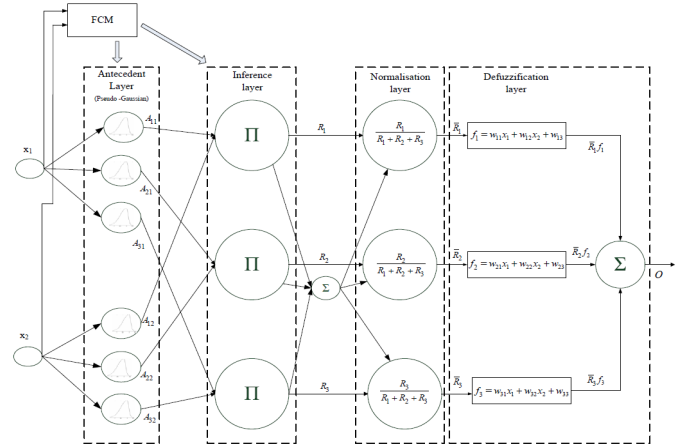 FCM
Antecedent
Layer
(Pseudo -Gaussian)
Inference
layer
Normalisation
layer
Defuzzification
layer
x₁
x₂
A₁₁
A₂₁
A₃₁
A₁₂
A₂₂
A₃₂
Π
Π
Π
Σ
R₁
R₂
R₃
R₁
R₁ + R₂ + R₃
R₂
R₁ + R₂ + R₃
R₃
R₁ + R₂ + R₃
R̅₁
R̅₂
R̅₃
f₁ = w₁₁x₁ + w₁₂x₂ + w₁₃
f₂ = w₂₁x₁ + w₂₂x₂ + w₂₃
f₃ = w₃₁x₁ + w₃₂x₂ + w₃₃
R̅₁f₁
R̅₂f₂
R̅₃f₃
Σ
O